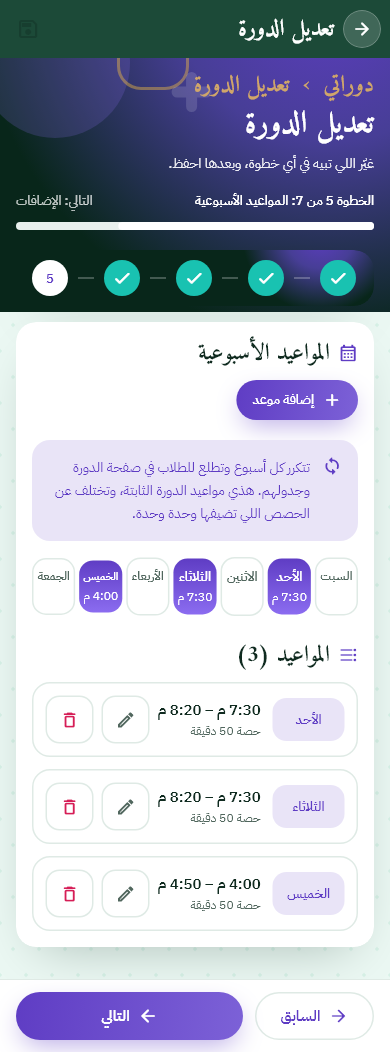 تعديل الدورة
دوراتي › تعديل الدورة
تعديل الدورة
غيّر اللي تبيه في أي خطوة، وبعدها احفظ.
الخطوة 5 من 7: المواعيد الأسبوعية
التالي: الإضافات
5
المواعيد الأسبوعية
إضافة موعد
تتكرر كل أسبوع وتطلع للطلاب في صفحة الدورة
وجدولهم. هذي مواعيد الدورة الثابتة، وتختلف عن
الحصص اللي تضيفها وحدة وحدة.
السبت
الأحد
7:30 م
الاثنين
الثلاثاء
7:30 م
الأربعاء
الخميس
4:00 م
الجمعة
المواعيد (3)
الأحد
7:30 م – 8:20 م
حصة 50 دقيقة
الثلاثاء
7:30 م – 8:20 م
حصة 50 دقيقة
الخميس
4:00 م – 4:50 م
حصة 50 دقيقة
السابق
التالي